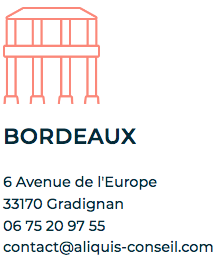 BORDEAUX
6 Avenue de l'Europe
33170 Gradignan
06 75 20 97 55
contact@aliquis-conseil.com